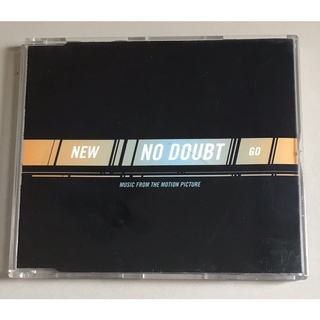 NEW NO DOUBT GO
MUSIC FROM THE MOTION PICTURE